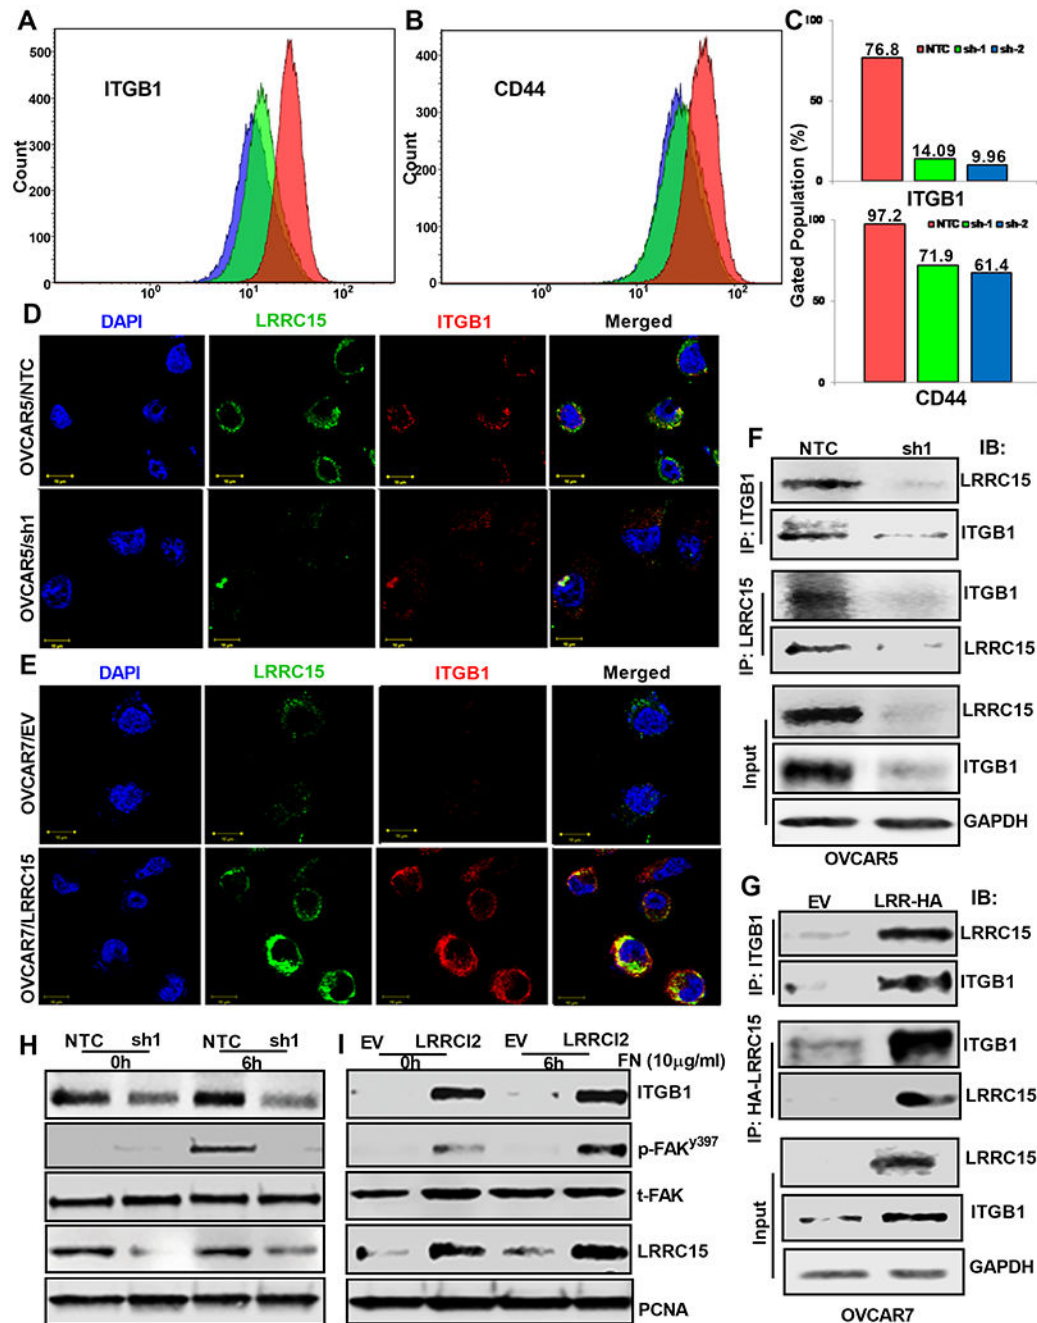 A
500
400
300
200
100
0
Count
ITGB1
10⁰
10¹
10²
B
400
300
200
100
0
Count
CD44
10⁰
10¹
10²
C
Gated Population (%)
100
50
0
76.8
14.09
9.96
NTC sh-1 sh-2
ITGB1
100
50
0
97.2
71.9
61.4
NTC sh-1 sh-2
CD44
D
DAPI LRRC15 ITGB1 Merged
OVCAR5/NTC
OVCAR5/sh1
E
DAPI LRRC15 ITGB1 Merged
OVCAR7/EV
OVCAR7/LRRC15
F
NTC sh1 IB:
IP: ITGB1
LRRC15
ITGB1
IP: LRRC15
ITGB1
LRRC15
Input
LRRC15
ITGB1
GAPDH
OVCAR5
G
EV LRR-HA IB:
IP: ITGB1
LRRC15
ITGB1
IP: HA-LRRC15
ITGB1
LRRC15
Input
LRRC15
ITGB1
GAPDH
OVCAR7
H
NTC sh1 NTC sh1
0h 6h
I
EV LRRCl2 EV LRRCl2
0h 6h FN (10µg/ml)
ITGB1
p-FAKʸ³⁹⁷
t-FAK
LRRC15
PCNA